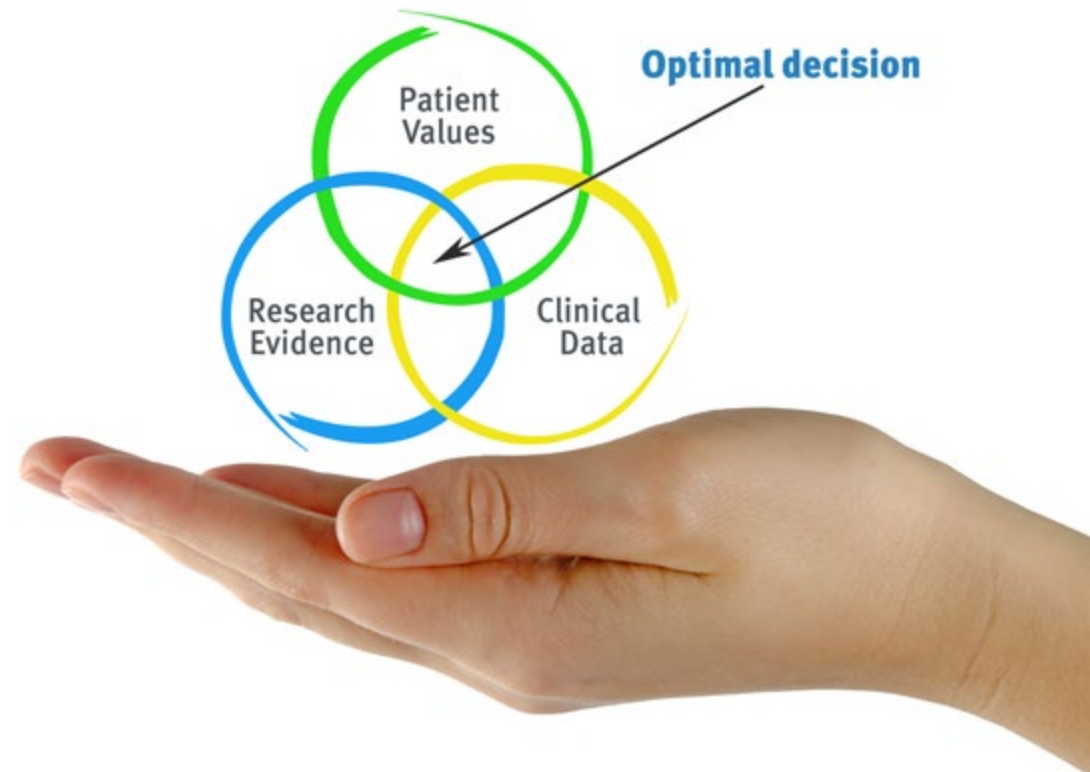 Optimal decision
Patient
Values
Research
Evidence
Clinical
Data